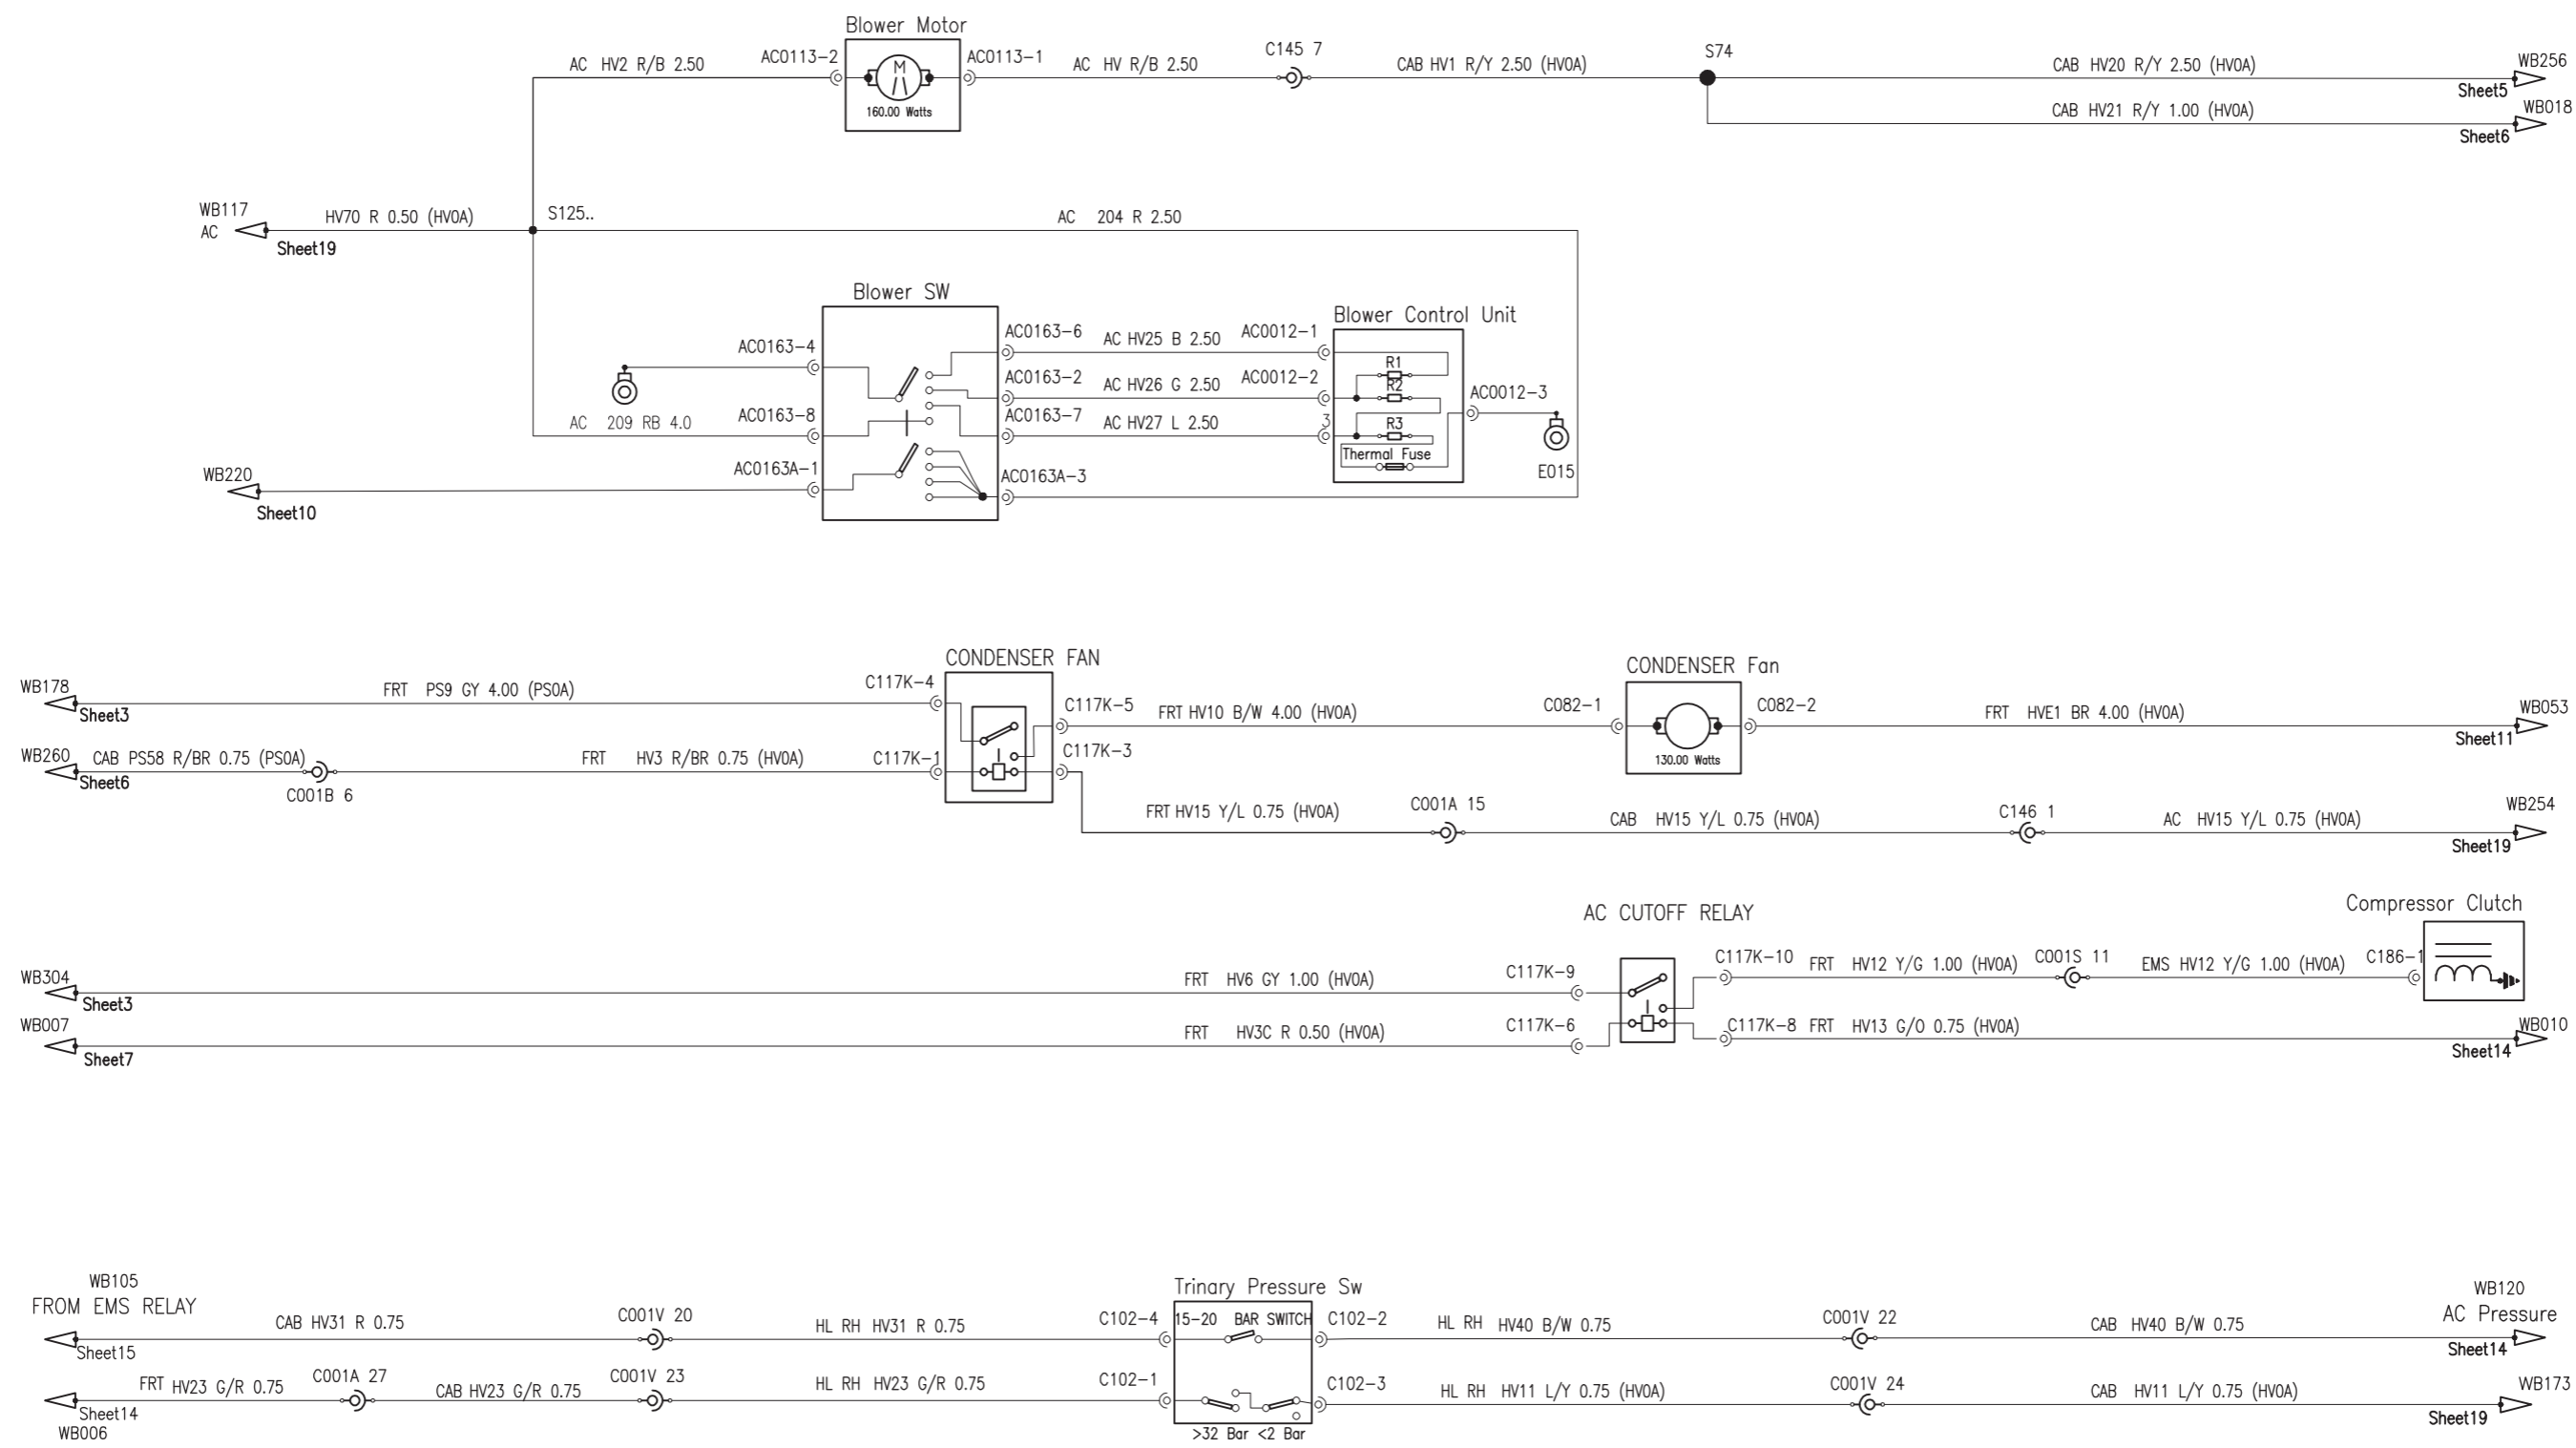 Blower Motor
AC HV2 R/B 2.50
AC0113-2
M
160.00 Watts
AC0113-1
AC HV R/B 2.50
C145 7
CAB HV1 R/Y 2.50 (HV0A)
S74
CAB HV20 R/Y 2.50 (HV0A)
WB256
Sheet5
CAB HV21 R/Y 1.00 (HV0A)
WB018
Sheet6
WB117
AC
Sheet19
HV70 R 0.50 (HV0A)
S125..
AC 204 R 2.50
Blower SW
Blower Control Unit
AC0163-4
AC0163-6
AC HV25 B 2.50
AC0012-1
R1
AC0163-2
AC HV26 G 2.50
AC0012-2
R2
AC0012-3
AC 209 RB 4.0
AC0163-8
AC0163-7
AC HV27 L 2.50
3
R3
Thermal Fuse
E015
WB220
Sheet10
AC0163A-1
AC0163A-3
CONDENSER FAN
CONDENSER Fan
WB178
Sheet3
FRT PS9 GY 4.00 (PS0A)
C117K-4
C117K-5
FRT HV10 B/W 4.00 (HV0A)
C082-1
130.00 Watts
C082-2
FRT HVE1 BR 4.00 (HV0A)
WB053
Sheet11
WB260
Sheet6
CAB PS58 R/BR 0.75 (PS0A)
C001B 6
FRT HV3 R/BR 0.75 (HV0A)
C117K-1
C117K-3
FRT HV15 Y/L 0.75 (HV0A)
C001A 15
CAB HV15 Y/L 0.75 (HV0A)
C146 1
AC HV15 Y/L 0.75 (HV0A)
WB254
Sheet19
AC CUTOFF RELAY
Compressor Clutch
WB304
Sheet3
FRT HV6 GY 1.00 (HV0A)
C117K-9
C117K-10
FRT HV12 Y/G 1.00 (HV0A)
C001S 11
EMS HV12 Y/G 1.00 (HV0A)
C186-1
WB007
Sheet7
FRT HV3C R 0.50 (HV0A)
C117K-6
C117K-8
FRT HV13 G/O 0.75 (HV0A)
WB010
Sheet14
WB105
FROM EMS RELAY
Sheet15
CAB HV31 R 0.75
C001V 20
HL RH HV31 R 0.75
C102-4
Trinary Pressure Sw
15-20 BAR SWITCH
C102-2
HL RH HV40 B/W 0.75
C001V 22
CAB HV40 B/W 0.75
WB120
AC Pressure
Sheet14
FRT HV23 G/R 0.75
Sheet14
WB006
C001A 27
CAB HV23 G/R 0.75
C001V 23
HL RH HV23 G/R 0.75
C102-1
>32 Bar <2 Bar
C102-3
HL RH HV11 L/Y 0.75 (HV0A)
C001V 24
CAB HV11 L/Y 0.75 (HV0A)
WB173
Sheet19